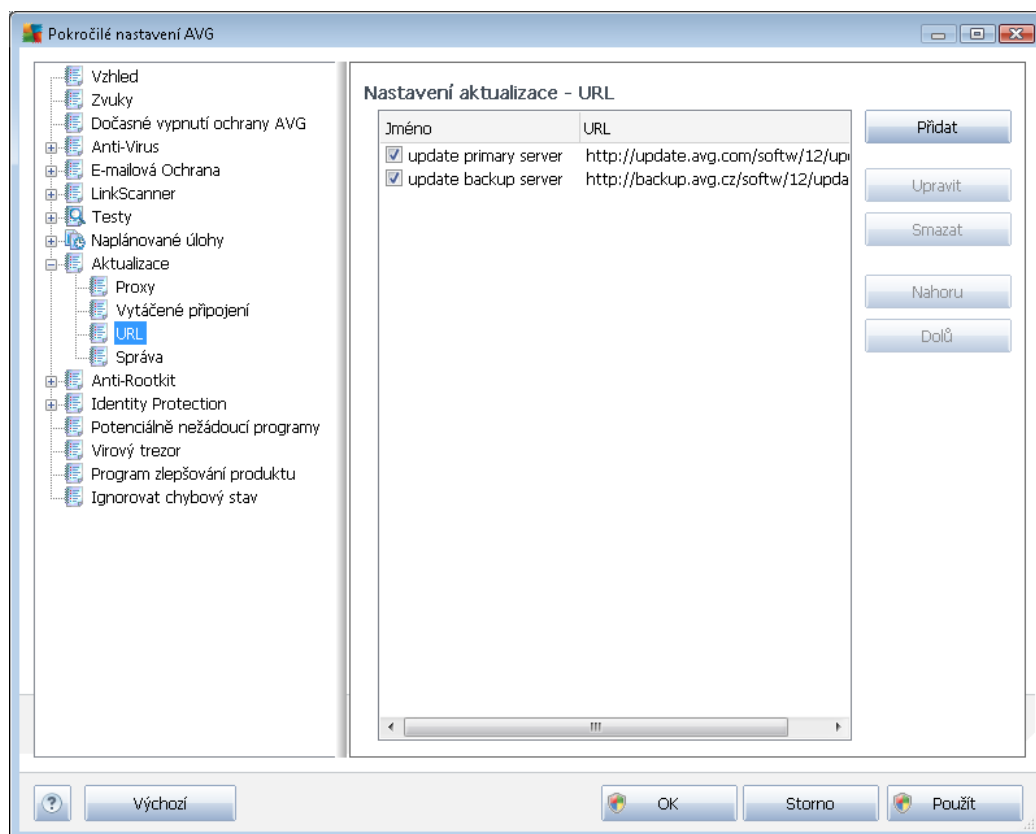 Pokročilé nastavení AVG
Vzhled
Zvuky
Dočasné vypnutí ochrany AVG
Anti-Virus
E-mailová Ochrana
LinkScanner
Testy
Naplánované úlohy
Aktualizace
Proxy
Vytáčené připojení
URL
Správa
Anti-Rootkit
Identity Protection
Potenciálně nežádoucí programy
Virový trezor
Program zlepšování produktu
Ignorovat chybový stav
Nastavení aktualizace - URL
Jméno URL
update primary server http://update.avg.com/softw/12/up
update backup server http://backup.avg.cz/softw/12/upda
Přidat
Upravit
Smazat
Nahoru
Dolů
? Výchozí OK Storno Použít